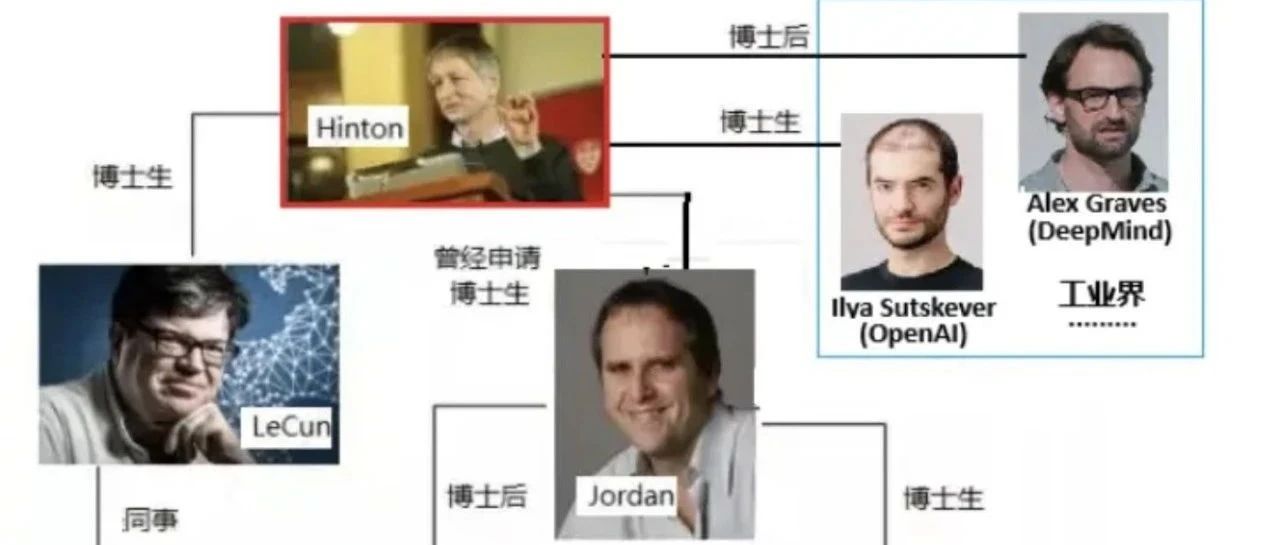 博士后
Hinton
博士生
博士生
Alex Graves
(DeepMind)
曾经申请
博士生
工业界
………
Ilya Sutskever
(OpenAI)
LeCun
博士后
Jordan
博士生
同事